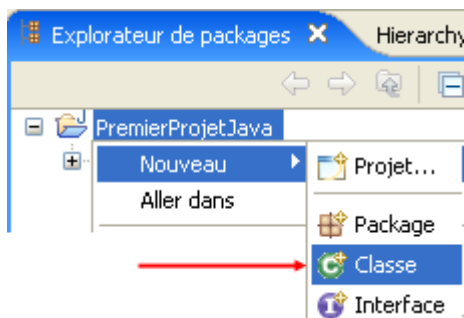 Explorateur de packages Hierarchy
PremierProjetJava
Nouveau Projet...
Aller dans
Package
Classe
Interface